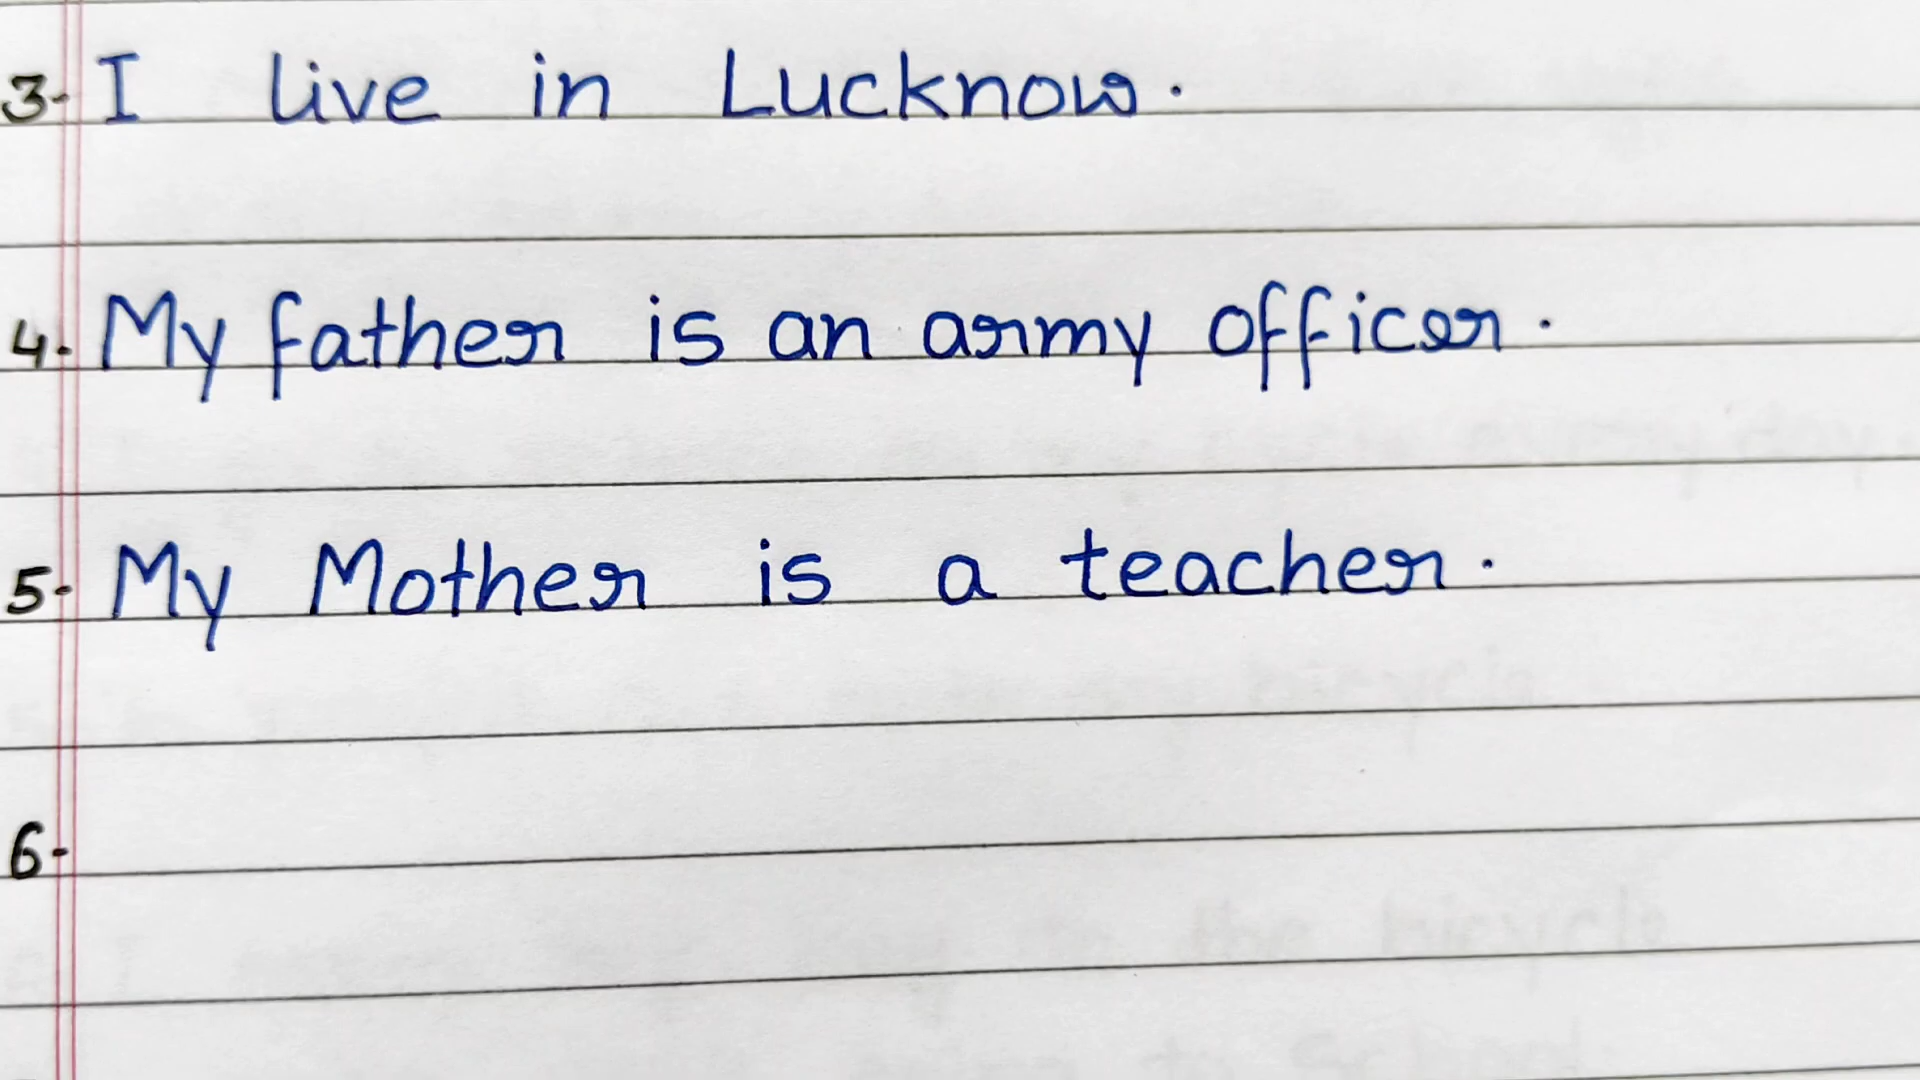 3- I live in Lucknow.
4. My father is an army officer.
5- My Mother is a teacher.
6-